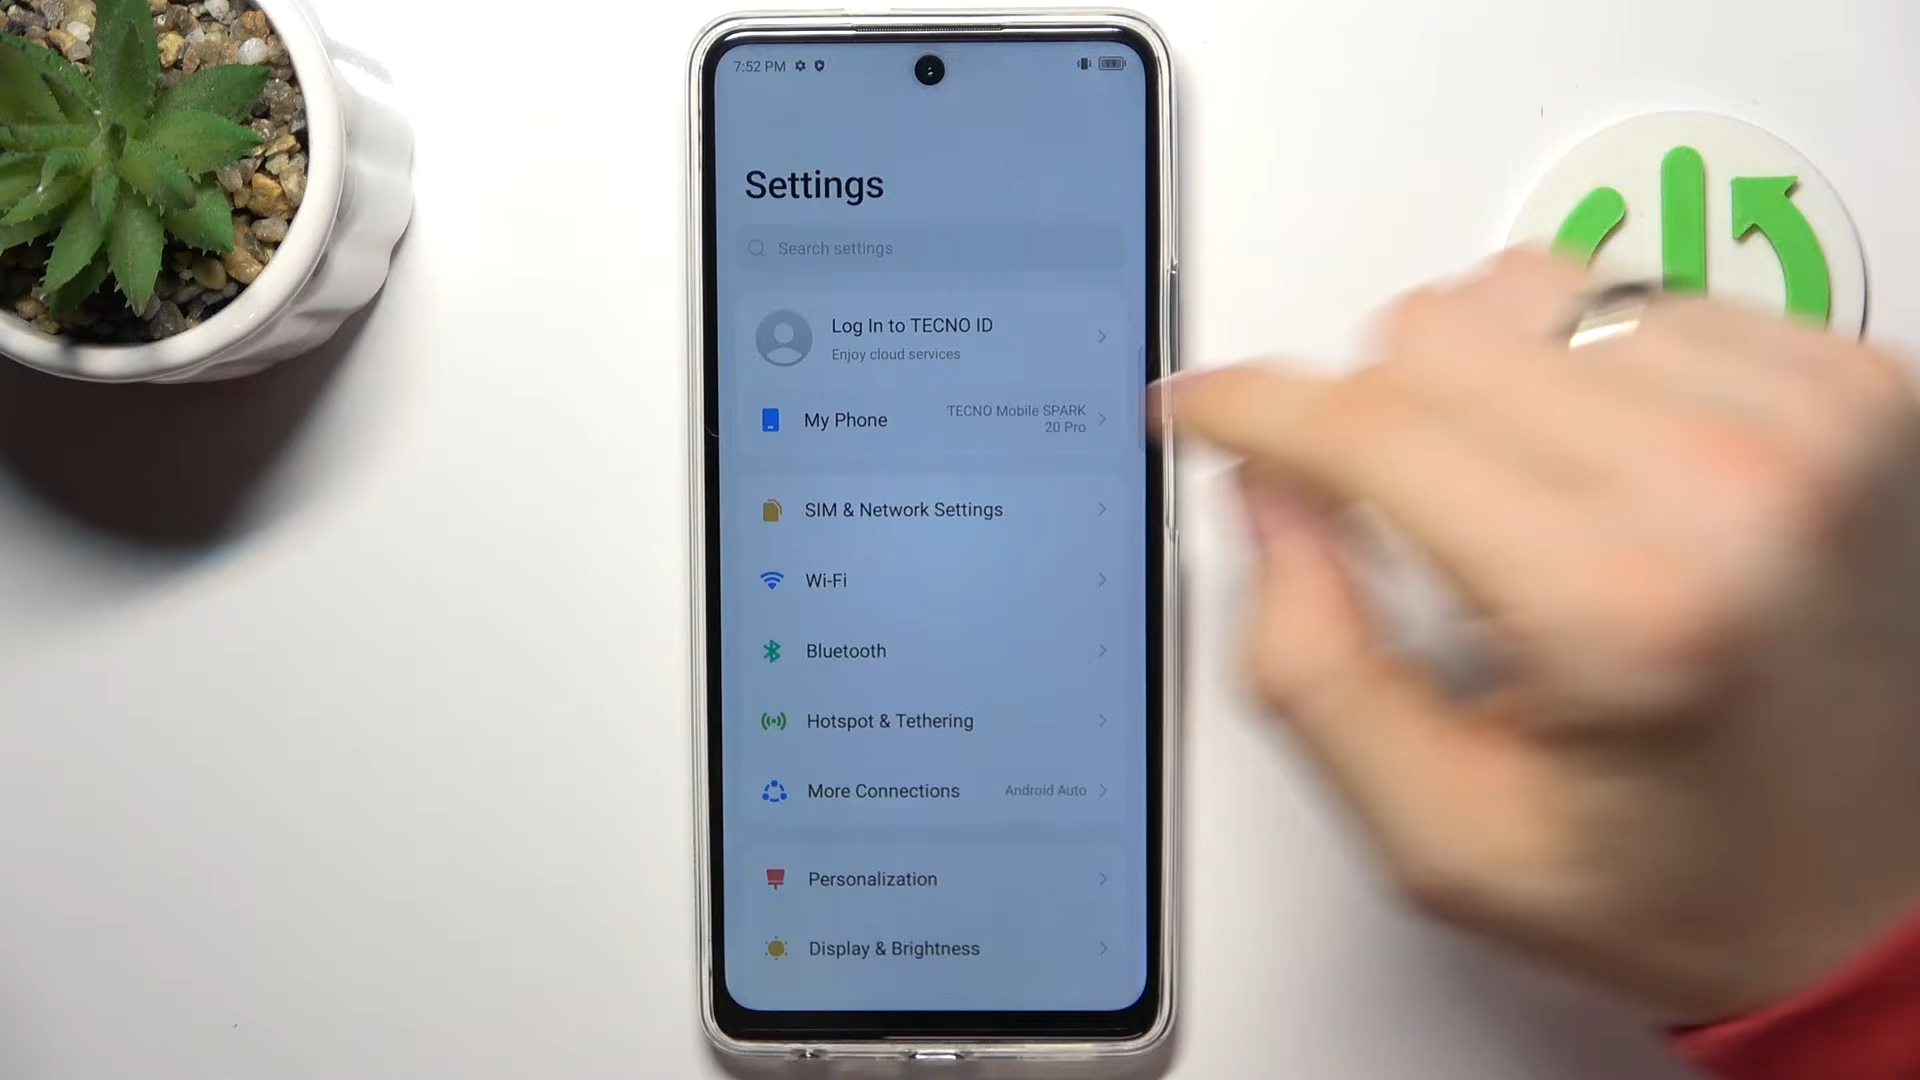 7:52 PM
99
Settings
Search settings
Log In to TECNO ID
Enjoy cloud services
My Phone
TECNO Mobile SPARK
20 Pro
SIM & Network Settings
Wi-Fi
Bluetooth
Hotspot & Tethering
More Connections
Android Auto
Personalization
Display & Brightness